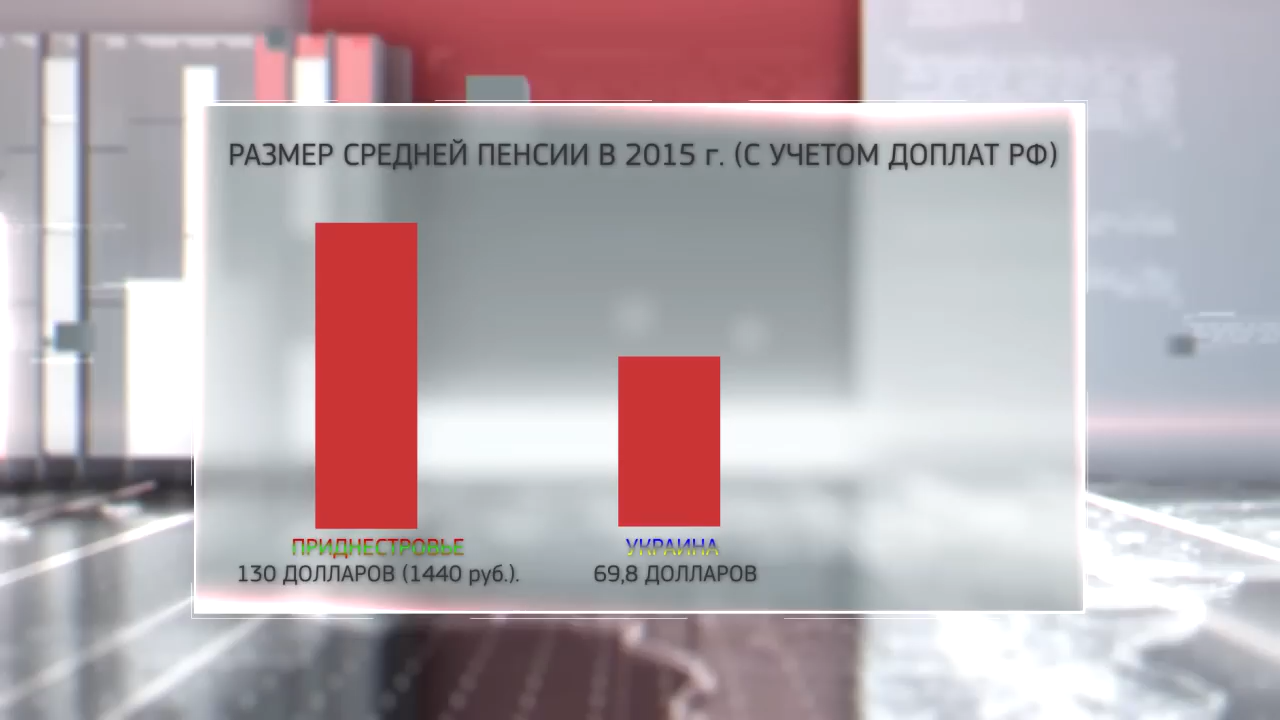 РАЗМЕР СРЕДНЕЙ ПЕНСИИ В 2015 г. (С УЧЕТОМ ДОПЛАТ РФ)
ПРИДНЕСТРОВЬЕ
130 ДОЛЛАРОВ (1440 руб.).
УКРАИНА
69,8 ДОЛЛАРОВ